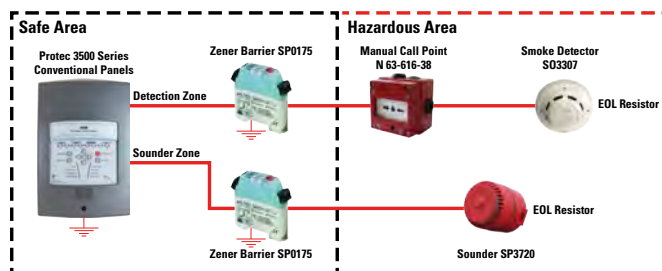 Safe Area
Hazardous Area
Protec 3500 Series
Conventional Panels
Zener Barrier SP0175
Manual Call Point
N 63-616-38
Smoke Detector
SO3307
Detection Zone
EOL Resistor
Sounder Zone
EOL Resistor
Zener Barrier SP0175
Sounder SP3720